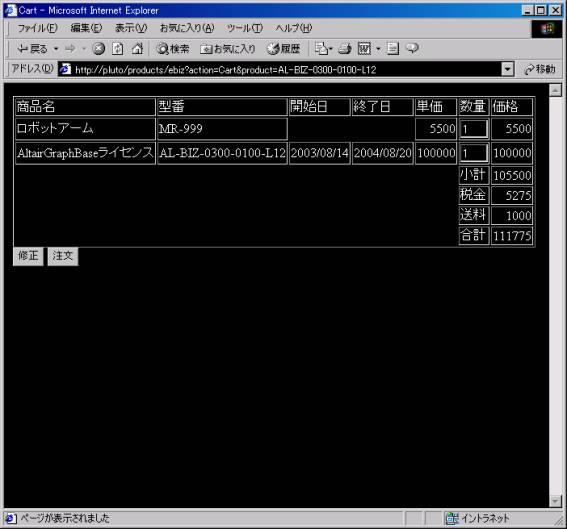 Cart - Microsoft Internet Explorer
ファイル(F) 編集(E) 表示(V) お気に入り(A) ツール(T) ヘルプ(H)
戻る 検索 お気に入り 履歴
アドレス(D) http://pluto/products/ebiz?action=Cart&product=AL-BIZ-0300-0100-L12 移動
商品名 型番 開始日 終了日 単価 数量 価格
ロボットアーム MR-999 5500 1 5500
AltairGraphBaseライセンス AL-BIZ-0300-0100-L12 2003/08/14 2004/08/20 100000 1 100000
小計 105500
税金 5275
送料 1000
合計 111775
修正 注文
ページが表示されました イントラネット